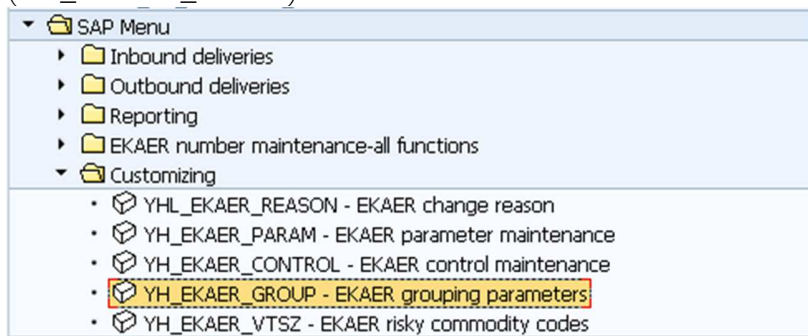 SAP Menu
Inbound deliveries
Outbound deliveries
Reporting
EKAER number maintenance-all functions
Customizing
YHL_EKAER_REASON - EKAER change reason
YH_EKAER_PARAM - EKAER parameter maintenance
YH_EKAER_CONTROL - EKAER control maintenance
YH_EKAER_GROUP - EKAER grouping parameters
YH_EKAER_VTSZ - EKAER risky commodity codes